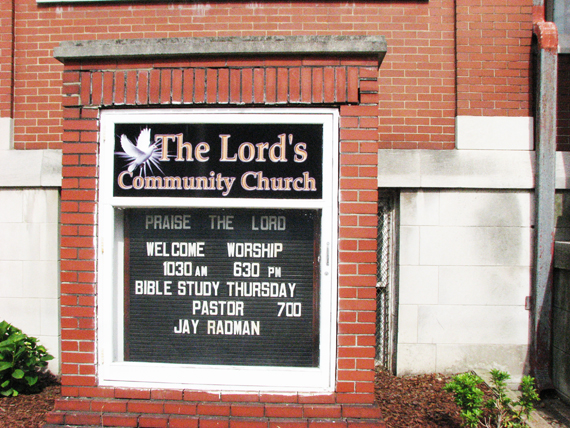 The Lord's
Community Church
PRAISE THE LORD
WELCOME WORSHIP
1030 AM 630 PM
BIBLE STUDY THURSDAY
PASTOR 700
JAY RADMAN